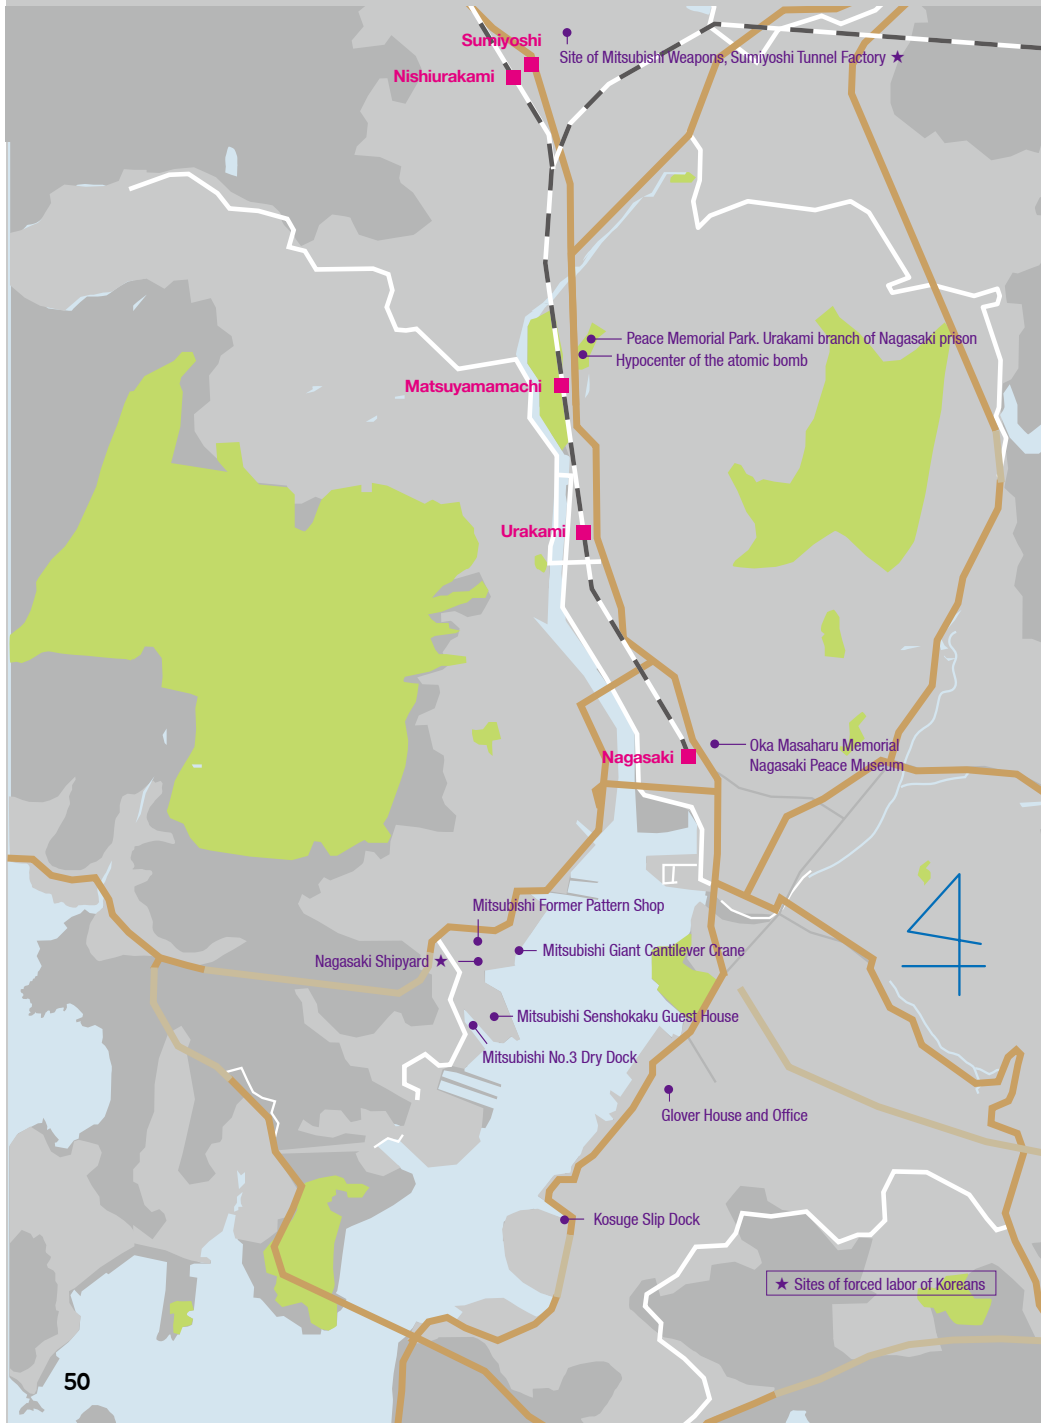 Sumiyoshi
Site of Mitsubishi Weapons, Sumiyoshi Tunnel Factory ★
Nishiurakami
Peace Memorial Park. Urakami branch of Nagasaki prison
Hypocenter of the atomic bomb
Matsuyamamachi
Urakami
Oka Masaharu Memorial
Nagasaki Peace Museum
Nagasaki
Mitsubishi Former Pattern Shop
Mitsubishi Giant Cantilever Crane
Nagasaki Shipyard ★
Mitsubishi Senshokaku Guest House
Mitsubishi No.3 Dry Dock
Glover House and Office
Kosuge Slip Dock
★ Sites of forced labor of Koreans
50